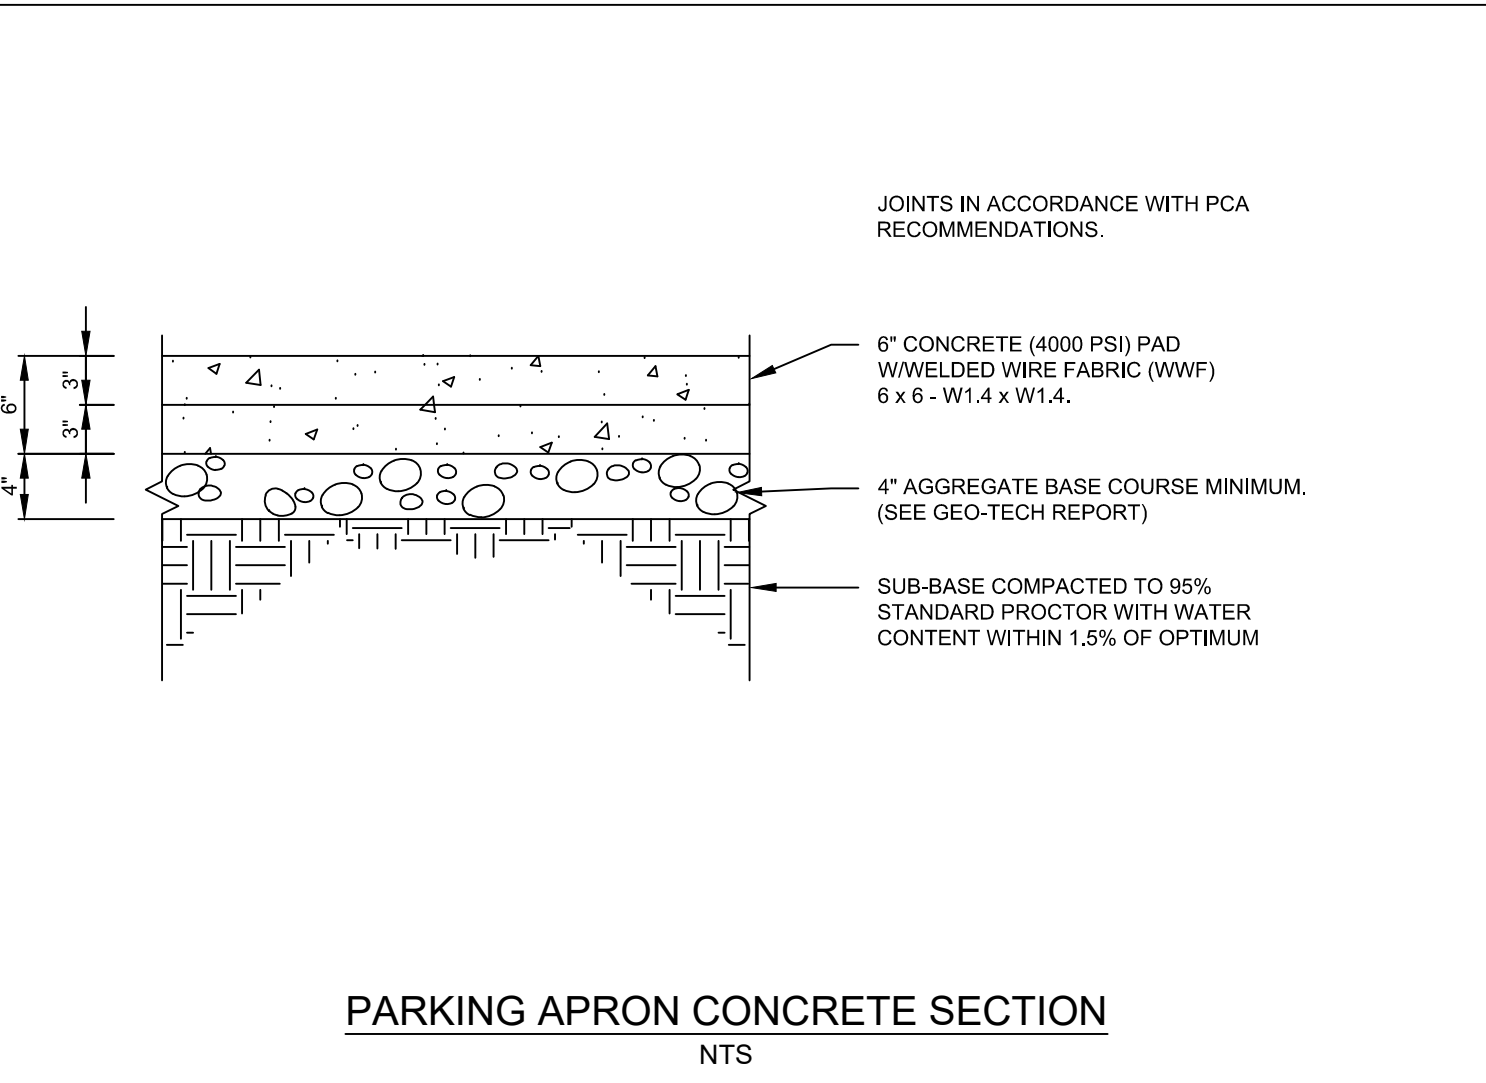 JOINTS IN ACCORDANCE WITH PCA
RECOMMENDATIONS.
6"
3"
3"
4"
6" CONCRETE (4000 PSI) PAD
W/WELDED WIRE FABRIC (WWF)
6 x 6 - W1.4 x W1.4.
4" AGGREGATE BASE COURSE MINIMUM.
(SEE GEO-TECH REPORT)
SUB-BASE COMPACTED TO 95%
STANDARD PROCTOR WITH WATER
CONTENT WITHIN 1.5% OF OPTIMUM
PARKING APRON CONCRETE SECTION
NTS